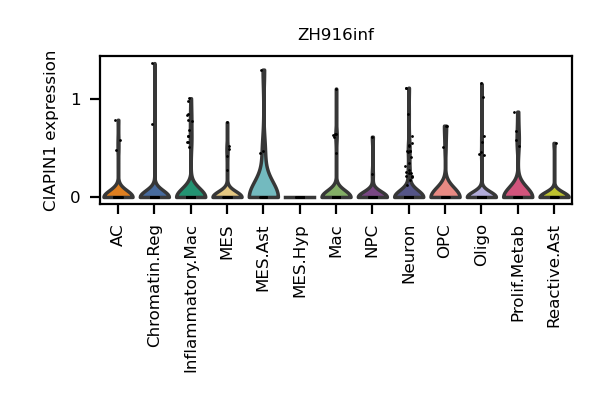 ZH916inf
CIAPIN1 expression
1
0
AC
Chromatin.Reg
Inflammatory.Mac
MES
MES.Ast
MES.Hyp
Mac
NPC
Neuron
OPC
Oligo
Prolif.Metab
Reactive.Ast